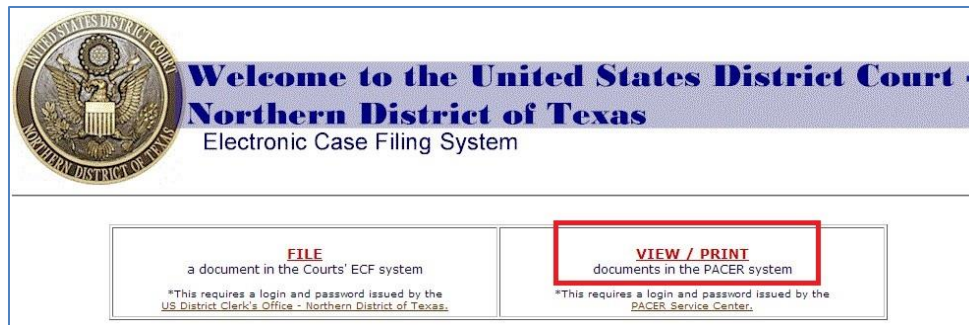 UNITED STATES DISTRICT COURT
NORTHERN DISTRICT OF TEXAS
Welcome to the United States District Court -
Northern District of Texas
Electronic Case Filing System
FILE
a document in the Courts' ECF system
*This requires a login and password issued by the
US District Clerk's Office - Northern District of Texas.
VIEW / PRINT
documents in the PACER system
*This requires a login and password issued by the
PACER Service Center.